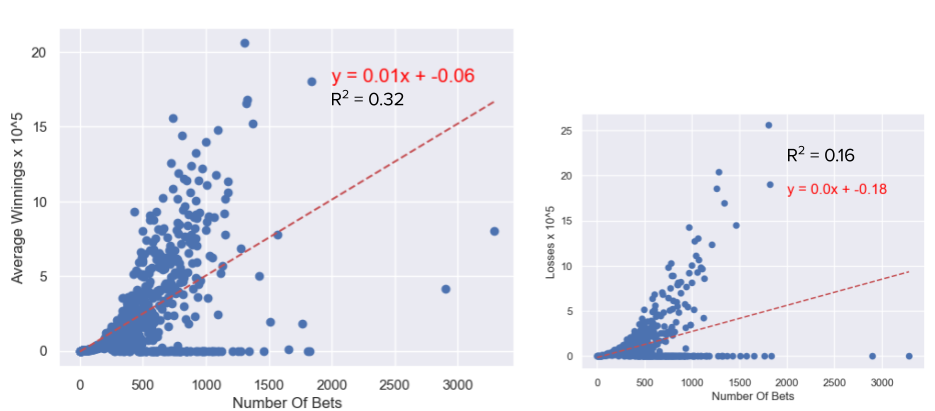 20
15
10
5
0
Average Winnings x 10^5
y = 0.01x + -0.06
R² = 0.32
0 500 1000 1500 2000 2500 3000
Number Of Bets
25
20
15
10
5
0
Losses x 10^5
R² = 0.16
y = 0.0x + -0.18
0 500 1000 1500 2000 2500 3000
Number Of Bets